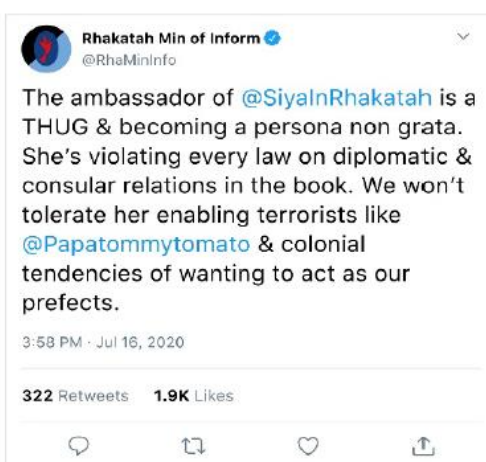 Rhakatah Min of Inform
@RhaMinInfo
The ambassador of @SiyaInRhakatah is a
THUG & becoming a persona non grata.
She's violating every law on diplomatic &
consular relations in the book. We won't
tolerate her enabling terrorists like
@Papatommytomato & colonial
tendencies of wanting to act as our
prefects.
3:58 PM · Jul 16, 2020
322 Retweets 1.9K Likes